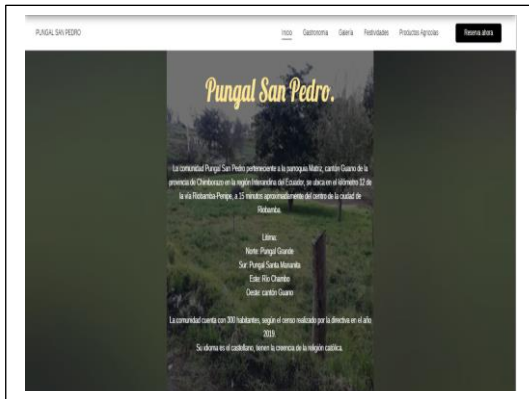 PUNGAL SAN PEDRO
Inicio Gastronomia Galería Festividades Productos Agricolas Reserva ahora
Pungal San Pedro.
La comunidad Pungal San Pedro perteneciente a la parroquia Matriz, cantón Guano de la
provincia de Chimborazo en la región Interandina del Ecuador, se ubica en el kilómetro 12 de
la vía Riobamba-Penipe, a 15 minutos aproximadamente del centro de la ciudad de
Riobamba.
Limita:
Norte: Pungal Grande
Sur: Pungal Santa Marianita
Este: Río Chambo
Oeste: cantón Guano
La comunidad cuenta con 300 habitantes, según el censo realizado por la directiva en el año
2019.
Su idioma es el castellano, tienen la creencia de la religión católica.